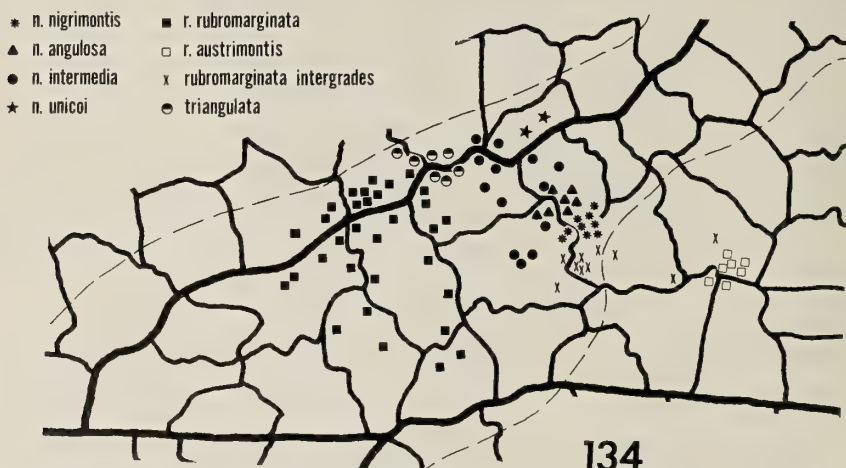 n. nigrimontis
n. angulosa
n. intermedia
n. unicoi
r. rubromarginata
r. austrimontis
rubromarginata intergrades
triangulata
134